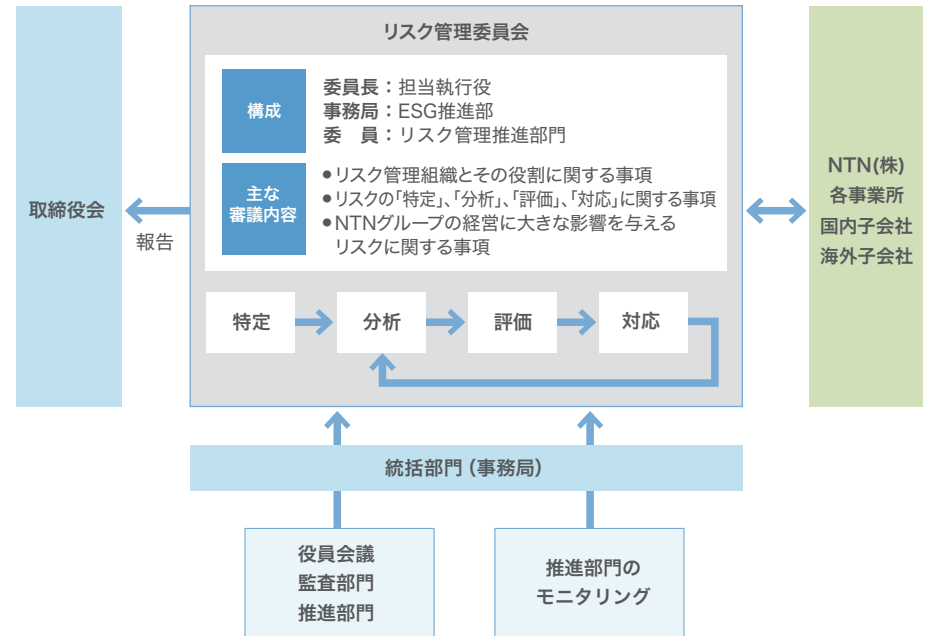 リスク管理委員会
構成
委員長：担当執行役
事務局：ESG推進部
委　員：リスク管理推進部門
主な
審議内容
●リスク管理組織とその役割に関する事項
●リスクの｢特定｣､｢分析｣､｢評価｣､｢対応｣に関する事項
●NTNグループの経営に大きな影響を与える
リスクに関する事項
取締役会
報告
NTN(株)
各事業所
国内子会社
海外子会社
特定
分析
評価
対応
統括部門（事務局）
役員会議
監査部門
推進部門
推進部門の
モニタリング